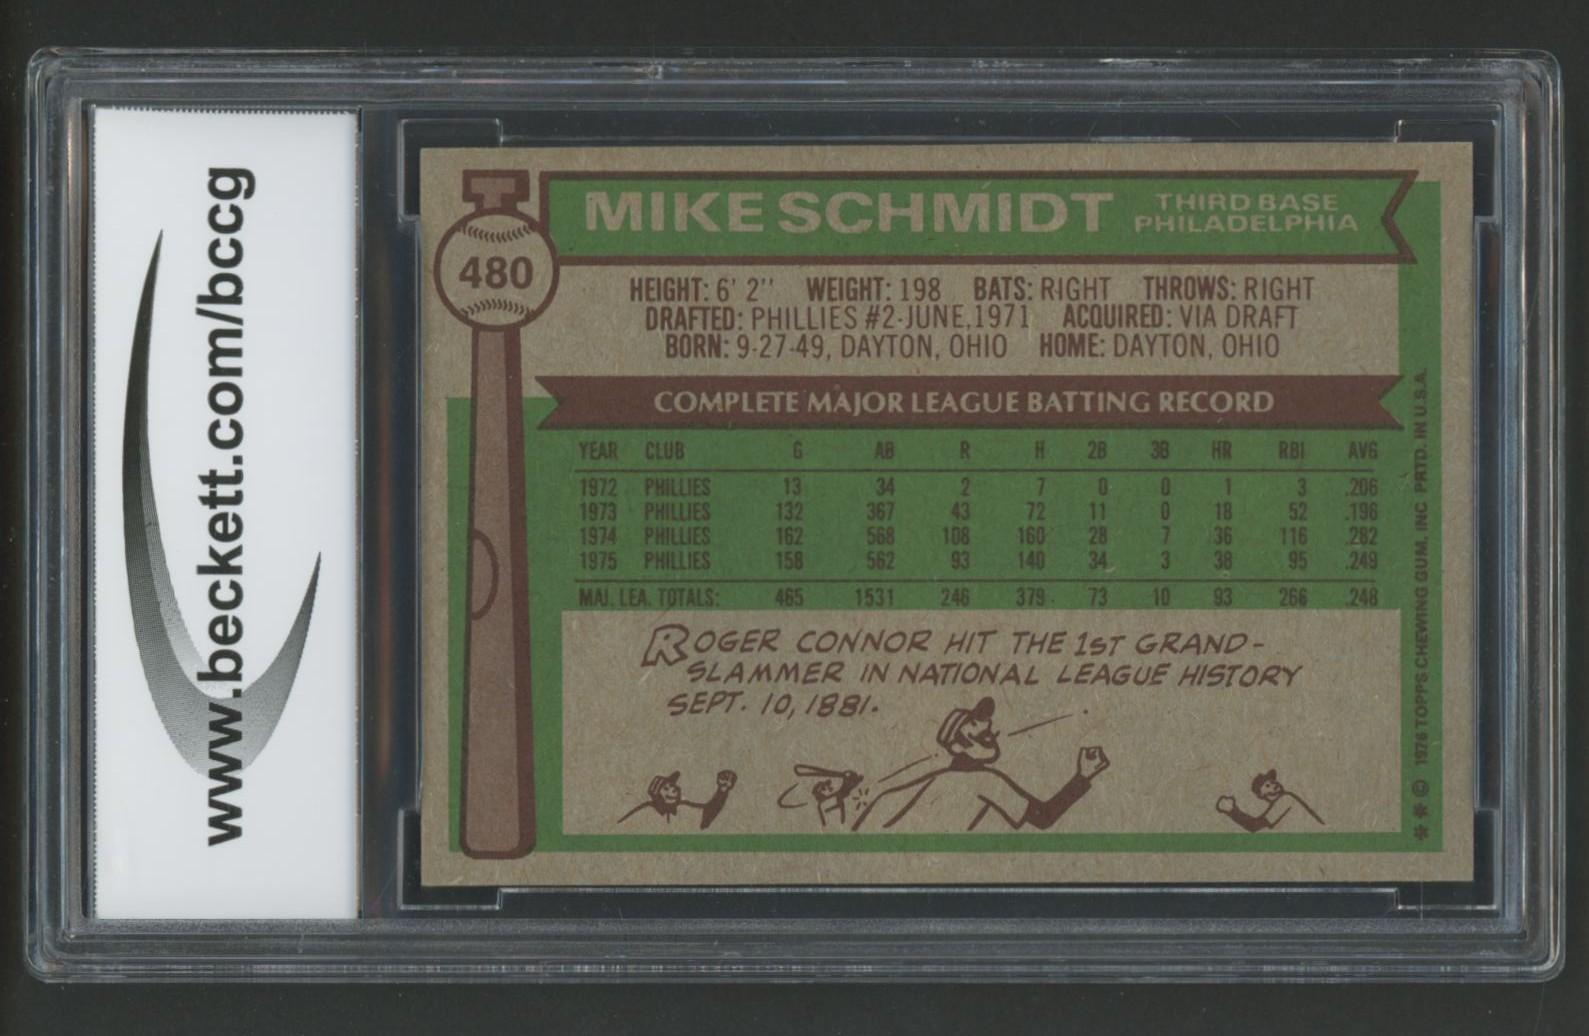 www.beckett.com/bccg
480
MIKE SCHMIDT THIRD BASE
PHILADELPHIA
HEIGHT: 6' 2" WEIGHT: 198 BATS: RIGHT THROWS: RIGHT
DRAFTED: PHILLIES #2-JUNE, 1971 ACQUIRED: VIA DRAFT
BORN: 9-27-49, DAYTON, OHIO HOME: DAYTON, OHIO
COMPLETE MAJOR LEAGUE BATTING RECORD
YEAR CLUB G AB R H 2B 3B HR RBI AVG
1972 PHILLIES 13 34 2 7 0 0 1 3 .206
1973 PHILLIES 132 367 43 72 11 0 18 52 .196
1974 PHILLIES 162 568 108 160 28 7 36 116 .282
1975 PHILLIES 158 562 93 140 34 3 38 95 .249
MAJ. LEA. TOTALS: 465 1531 246 379 73 10 93 266 .248
ROGER CONNOR HIT THE 1ST GRAND-
SLAMMER IN NATIONAL LEAGUE HISTORY
SEPT. 10, 1881.
** © 1976 TOPPS CHEWING GUM, INC PRTD. IN U.S.A.